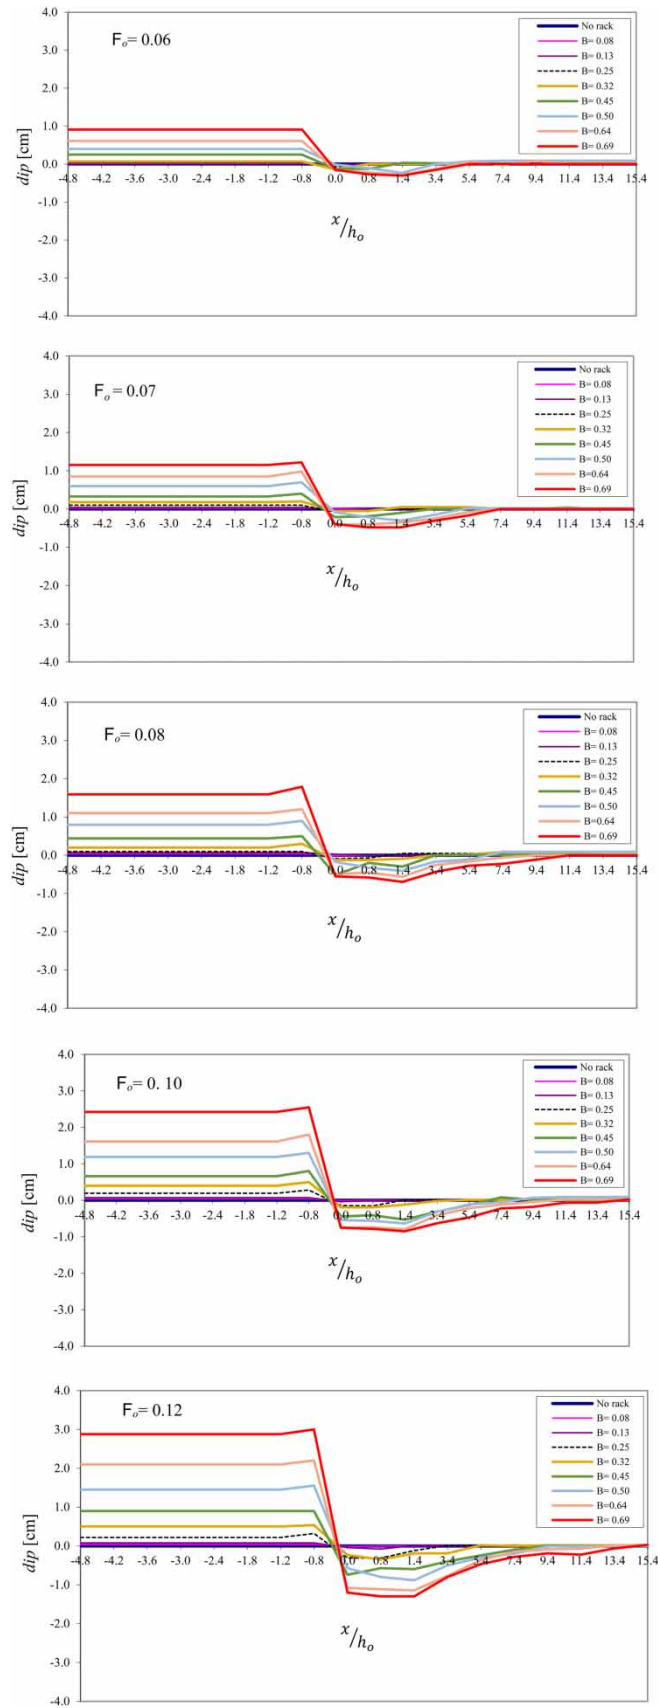 F_o= 0.06
No rack
B= 0.08
B= 0.13
B= 0.25
B= 0.32
B= 0.45
B= 0.50
B=0.64
B= 0.69
4.0
3.0
2.0
1.0
0.0
-1.0
-2.0
-3.0
-4.0
dip [cm]
-4.8 -4.2 -3.6 -3.0 -2.4 -1.8 -1.2 -0.8 0.0 0.8 1.4 3.4 5.4 7.4 9.4 11.4 13.4 15.4
x/h_o
F_o= 0.07
No rack
B= 0.08
B= 0.13
B= 0.25
B= 0.32
B= 0.45
B= 0.50
B=0.64
B= 0.69
4.0
3.0
2.0
1.0
0.0
-1.0
-2.0
-3.0
-4.0
dip [cm]
-4.8 -4.2 -3.6 -3.0 -2.4 -1.8 -1.2 -0.8 0.0 0.8 1.4 3.4 5.4 7.4 9.4 11.4 13.4 15.4
x/h_o
F_o= 0.08
No rack
B= 0.08
B= 0.13
B= 0.25
B= 0.32
B= 0.45
B= 0.50
B=0.64
B= 0.69
4.0
3.0
2.0
1.0
0.0
-1.0
-2.0
-3.0
-4.0
dip [cm]
-4.8 -4.2 -3.6 -3.0 -2.4 -1.8 -1.2 -0.8 0.0 0.8 1.4 3.4 5.4 7.4 9.4 11.4 13.4 15.4
x/h_o
F_o= 0. 10
No rack
B= 0.08
B= 0.13
B= 0.25
B= 0.32
B= 0.45
B= 0.50
B=0.64
B= 0.69
4.0
3.0
2.0
1.0
0.0
-1.0
-2.0
-3.0
-4.0
dip [cm]
-4.8 -4.2 -3.6 -3.0 -2.4 -1.8 -1.2 -0.8 0.0 0.8 1.4 3.4 5.4 7.4 9.4 11.4 13.4 15.4
x/h_o
F_o= 0.12
No rack
B= 0.08
B= 0.13
B= 0.25
B= 0.32
B= 0.45
B= 0.50
B=0.64
B= 0.69
4.0
3.0
2.0
1.0
0.0
-1.0
-2.0
-3.0
-4.0
dip [cm]
-4.8 -4.2 -3.6 -3.0 -2.4 -1.8 -1.2 -0.8 0.0 0.8 1.4 3.4 5.4 7.4 9.4 11.4 13.4 15.4
x/h_o